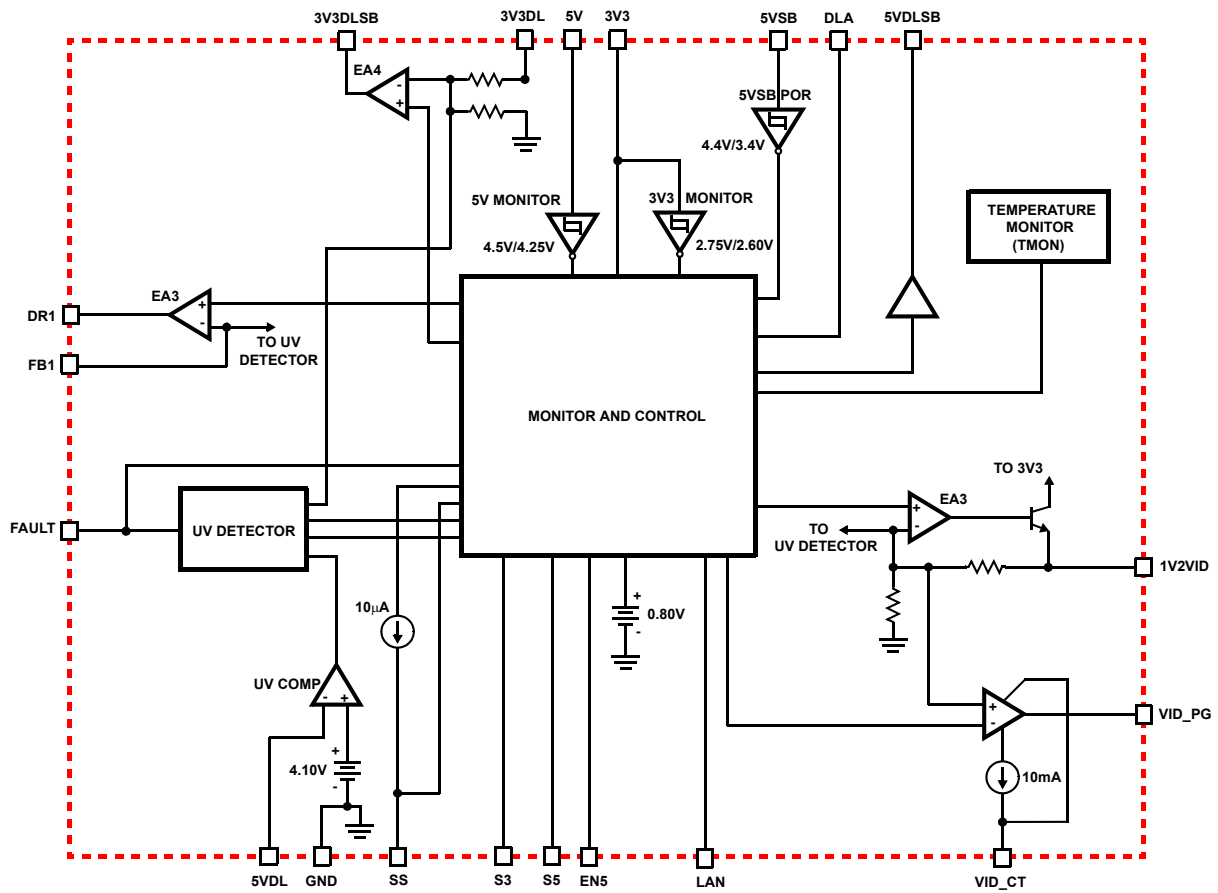 3V3DLSB
3V3DL
5V
3V3
5VSB
DLA
5VDLSB
EA4
-
+
5VSB POR
4.4V/3.4V
5V MONITOR
4.5V/4.25V
3V3 MONITOR
2.75V/2.60V
TEMPERATURE
MONITOR
(TMON)
EA3
+
-
DR1
TO UV
DETECTOR
FB1
MONITOR AND CONTROL
TO 3V3
EA3
+
-
TO
UV DETECTOR
FAULT
UV DETECTOR
1V2VID
10µA
+
0.80V
-
UV COMP
-
+
+
4.10V
-
+
-
VID_PG
10mA
5VDL
GND
SS
S3
S5
EN5
LAN
VID_CT